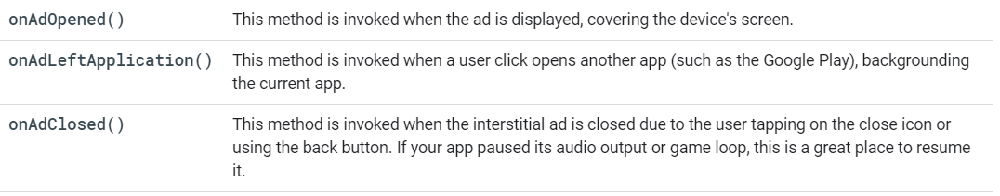 onAdOpened() This method is invoked when the ad is displayed, covering the device's screen.
onAdLeftApplication() This method is invoked when a user click opens another app (such as the Google Play), backgrounding
the current app.
onAdClosed() This method is invoked when the interstitial ad is closed due to the user tapping on the close icon or
using the back button. If your app paused its audio output or game loop, this is a great place to resume
it.